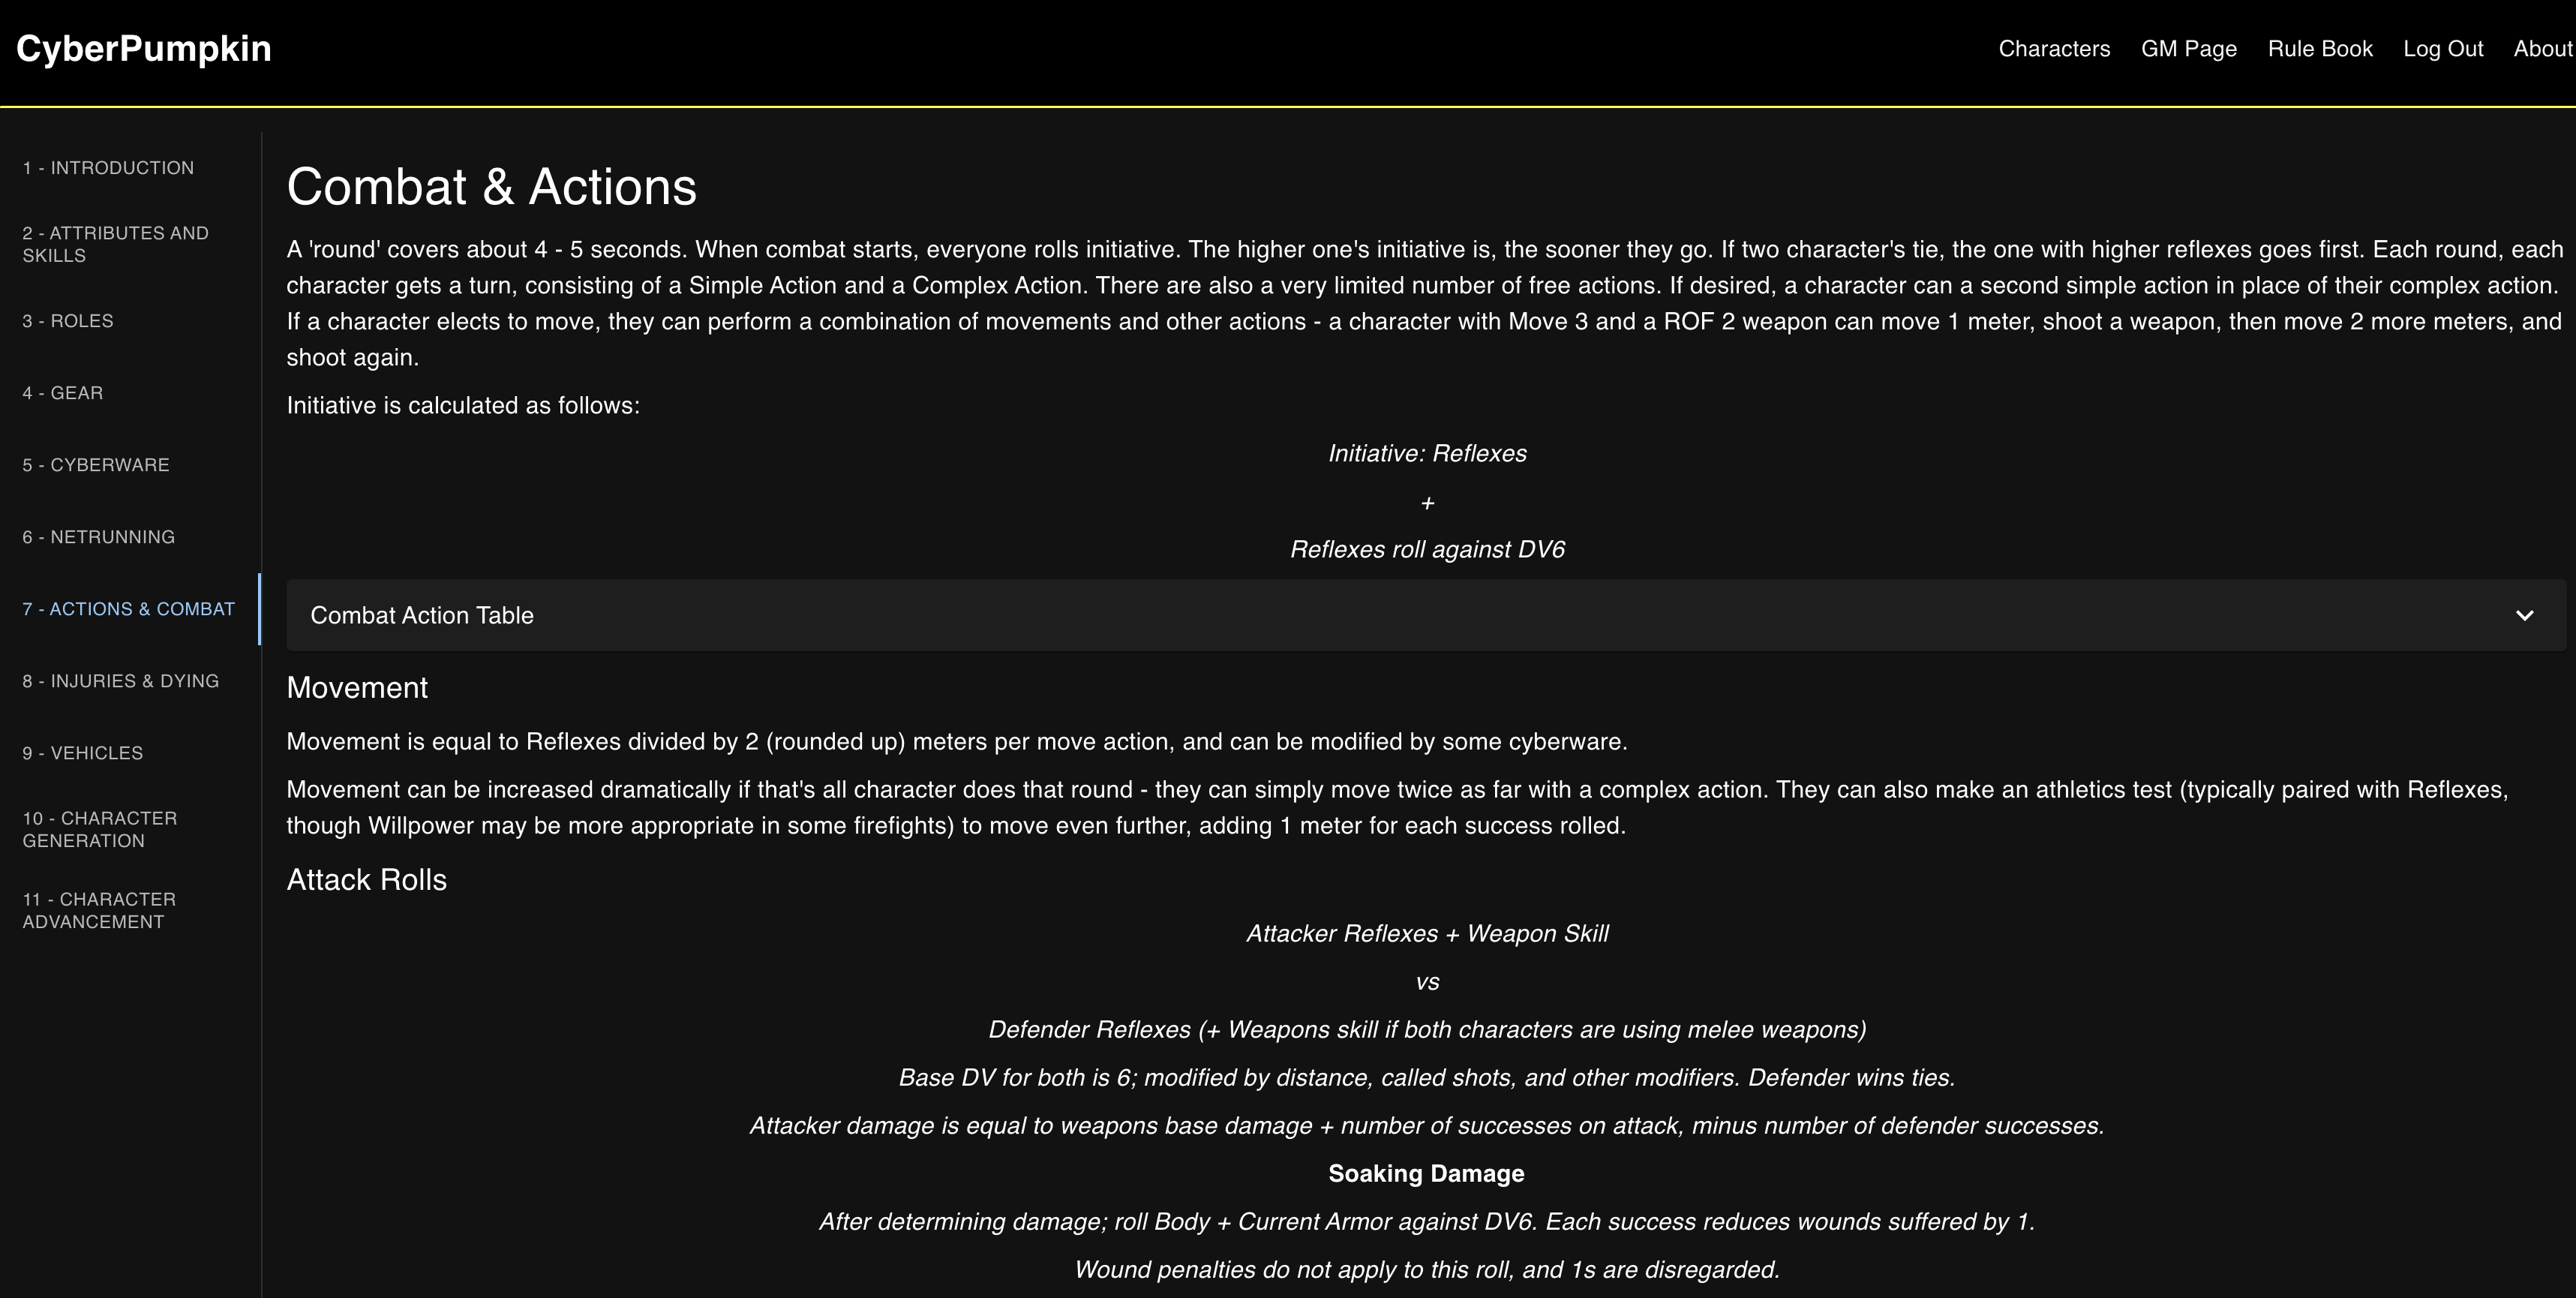 CyberPumpkin
Characters
GM Page
Rule Book
Log Out
About
1 - INTRODUCTION
2 - ATTRIBUTES AND
SKILLS
3 - ROLES
4 - GEAR
5 - CYBERWARE
6 - NETRUNNING
7 - ACTIONS & COMBAT
8 - INJURIES & DYING
9 - VEHICLES
10 - CHARACTER
GENERATION
11 - CHARACTER
ADVANCEMENT
Combat & Actions
A 'round' covers about 4 - 5 seconds. When combat starts, everyone rolls initiative. The higher one's initiative is, the sooner they go. If two character's tie, the one with higher reflexes goes first. Each round, each
character gets a turn, consisting of a Simple Action and a Complex Action. There are also a very limited number of free actions. If desired, a character can a second simple action in place of their complex action.
If a character elects to move, they can perform a combination of movements and other actions - a character with Move 3 and a ROF 2 weapon can move 1 meter, shoot a weapon, then move 2 more meters, and
shoot again.
Initiative is calculated as follows:
Initiative: Reflexes
+
Reflexes roll against DV6
Combat Action Table
Movement
Movement is equal to Reflexes divided by 2 (rounded up) meters per move action, and can be modified by some cyberware.
Movement can be increased dramatically if that's all character does that round - they can simply move twice as far with a complex action. They can also make an athletics test (typically paired with Reflexes,
though Willpower may be more appropriate in some firefights) to move even further, adding 1 meter for each success rolled.
Attack Rolls
Attacker Reflexes + Weapon Skill
vs
Defender Reflexes (+ Weapons skill if both characters are using melee weapons)
Base DV for both is 6; modified by distance, called shots, and other modifiers. Defender wins ties.
Attacker damage is equal to weapons base damage + number of successes on attack, minus number of defender successes.
Soaking Damage
After determining damage; roll Body + Current Armor against DV6. Each success reduces wounds suffered by 1.
Wound penalties do not apply to this roll, and 1s are disregarded.